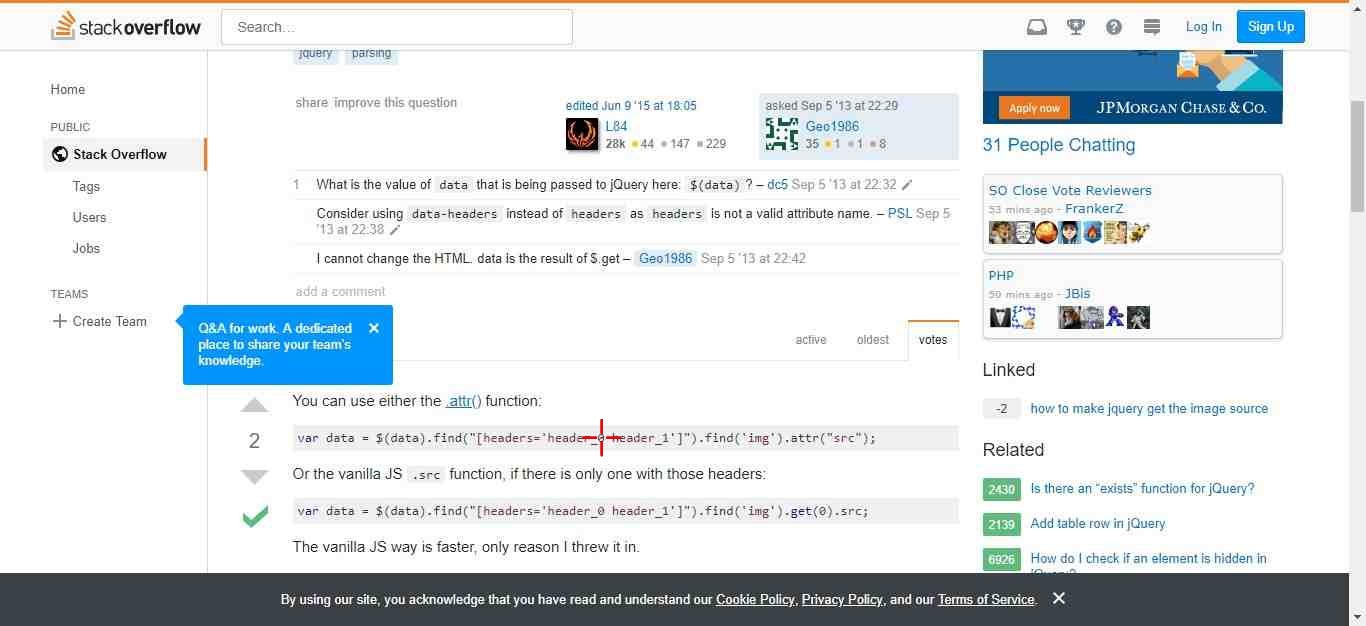 stackoverflow
Search...
Log In
Sign Up
jquery parsing
share improve this question
edited Jun 9 '15 at 18:05
L84
28k 44 147 229
asked Sep 5 '13 at 22:29
Geo1986
35 1 1 8
1 What is the value of data that is being passed to jQuery here: $(data) ? – dc5 Sep 5 '13 at 22:32
Consider using data-headers instead of headers as headers is not a valid attribute name. – PSL Sep 5
'13 at 22:38
I cannot change the HTML. data is the result of $.get – Geo1986 Sep 5 '13 at 22:42
add a comment
active oldest votes
Home
PUBLIC
Stack Overflow
Tags
Users
Jobs
TEAMS
Create Team
Q&A for work. A dedicated
place to share your team's
knowledge.
You can use either the .attr() function:
2
var data = $(data).find("[headers='header_0 header_1']").find('img').attr("src");
Or the vanilla JS .src function, if there is only one with those headers:
var data = $(data).find("[headers='header_0 header_1']").find('img').get(0).src;
The vanilla JS way is faster, only reason I threw it in.
Apply now
JPMORGAN CHASE & CO.
31 People Chatting
SO Close Vote Reviewers
53 mins ago - FrankerZ
PHP
59 mins ago - JBis
Linked
-2 how to make jquery get the image source
Related
2430 Is there an “exists” function for jQuery?
2139 Add table row in jQuery
6926 How do I check if an element is hidden in
jQuery?
By using our site, you acknowledge that you have read and understand our Cookie Policy, Privacy Policy, and our Terms of Service.